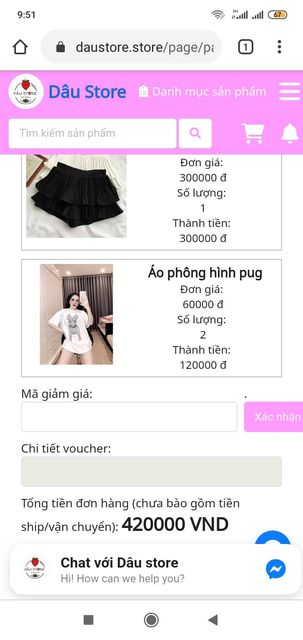 9:51
67
daustore.store/page/pa
1
DÂU STORE
Dâu Store
Danh mục sản phẩm
Tìm kiếm sản phẩm
Đơn giá:
300000 đ
Số lượng:
1
Thành tiền:
300000 đ
Áo phông hình pug
Đơn giá:
60000 đ
Số lượng:
2
Thành tiền:
120000 đ
Mã giảm giá:
.
Xác nhận
Chi tiết voucher:
Tổng tiền đơn hàng (chưa bào gồm tiền
ship/vận chuyển): 420000 VND
Chat với Dâu store
Hi! How can we help you?